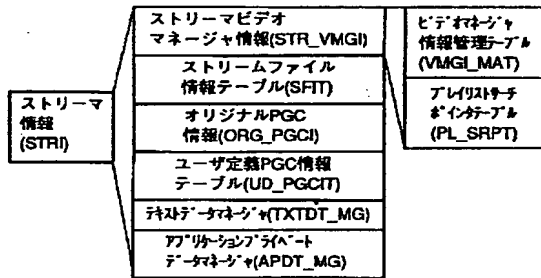 ストリーマ
情報
(STRI)
ストリーマビデオ
マネージャ情報(STR_VMGI)
ストリームファイル
情報テーブル(SFIT)
オリジナルPGC
情報(ORG_PGCI)
ユーザ定義PGC情報
テーブル(UD_PGCIT)
テキストデータマネージャ(TXTDT_MG)
アプリケーションプライベート
データマネージャ(APDT_MG)
ビデオマネージャ
情報管理テーブル
(VMGI_MAT)
プレイリストサーチ
ポインタテーブル
(PL_SRPT)